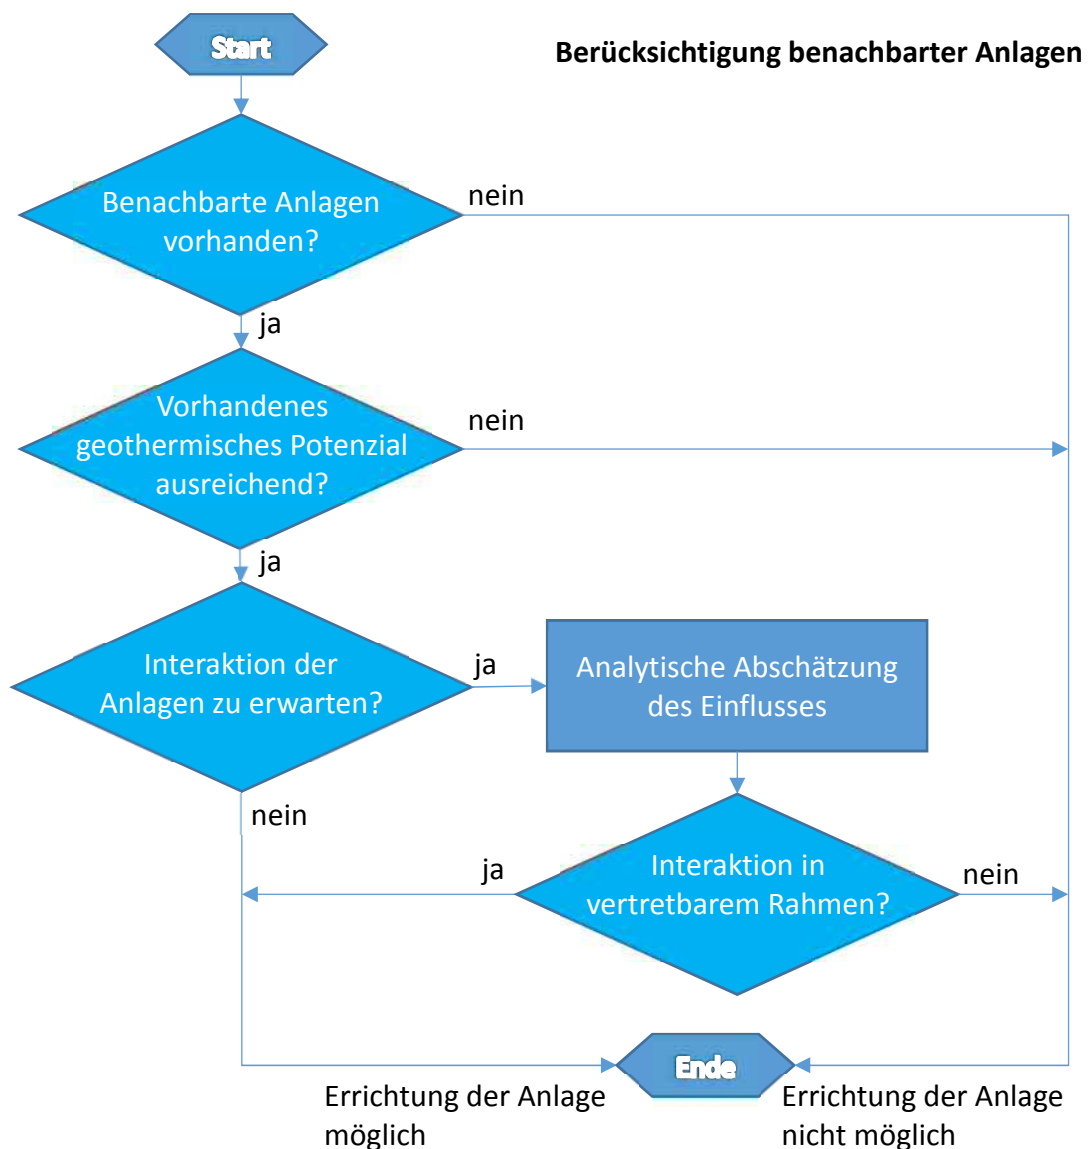 Start
Berücksichtigung benachbarter Anlagen
Benachbarte Anlagen
vorhanden?
nein
ja
Vorhandenes
geothermisches Potenzial
ausreichend?
nein
ja
Interaktion der
Anlagen zu erwarten?
ja
Analytische Abschätzung
des Einflusses
nein
ja
Interaktion in
vertretbarem Rahmen?
nein
Ende
Errichtung der Anlage
möglich
Errichtung der Anlage
nicht möglich